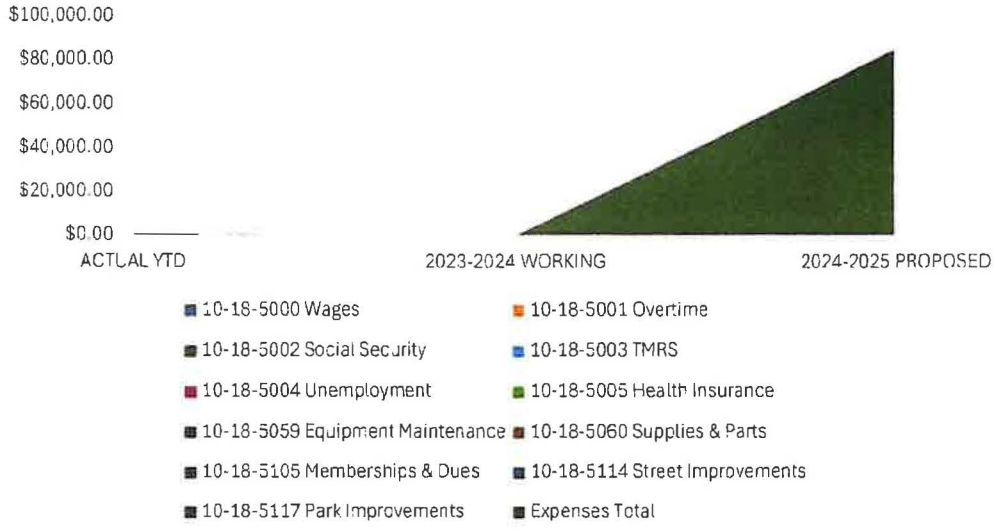 $100,000.00
$80,000.00
$60,000.00
$40,000.00
$20,000.00
$0.00
ACTUAL YTD 2023-2024 WORKING 2024-2025 PROPOSED
10-18-5000 Wages 10-18-5001 Overtime
10-18-5002 Social Security 10-18-5003 TMRS
10-18-5004 Unemployment 10-18-5005 Health Insurance
10-18-5059 Equipment Maintenance 10-18-5060 Supplies & Parts
10-18-5105 Memberships & Dues 10-18-5114 Street Improvements
10-18-5117 Park Improvements Expenses Total